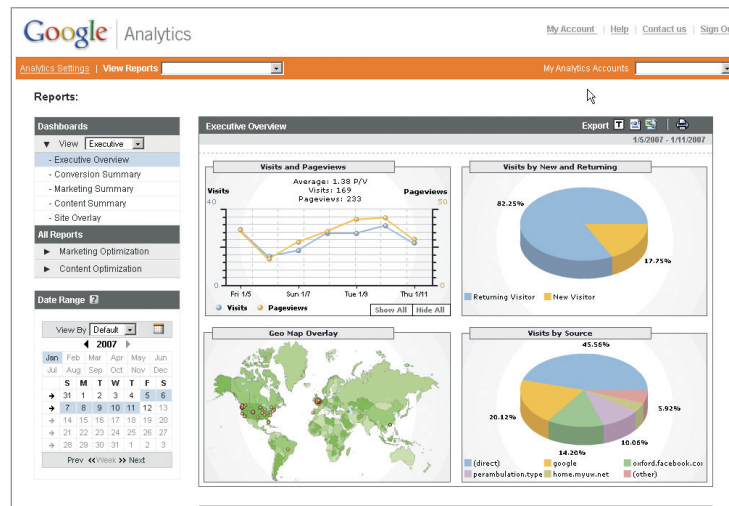 Google Analytics
My Account | Help | Contact us | Sign O
Analytics Settings | View Reports
My Analytics Accounts
Reports:
Dashboards
View Executive
- Executive Overview
- Conversion Summary
- Marketing Summary
- Content Summary
- Site Overlay
All Reports
Marketing Optimization
Content Optimization
Date Range ?
View By Default
2007
Jan Feb Mar Apr May Jun
Jul Aug Sep Oct Nov Dec
S M T W T F S
31 1 2 3 4 5 6
7 8 9 10 11 12 13
14 15 16 17 18 19 20
21 22 23 24 25 26 27
28 29 30 31 1 2 3
Prev Week Next
Executive Overview
Export T
1/5/2007 - 1/11/2007
Visits and Pageviews
Average: 1.38 P/V
Visits: 169
Pageviews: 233
Visits
40
Pageviews
50
0 0
Fri 1/5 Sun 1/7 Tue 1/9 Thu 1/11
Visits Pageviews
Show All Hide All
Visits by New and Returning
82.25%
17.75%
Returning Visitor New Visitor
Geo Map Overlay
Visits by Source
45.56%
20.12%
5.92%
10.06%
14.20%
(direct) google oxford.facebook.co
perambulation.type home.myuw.net (other)